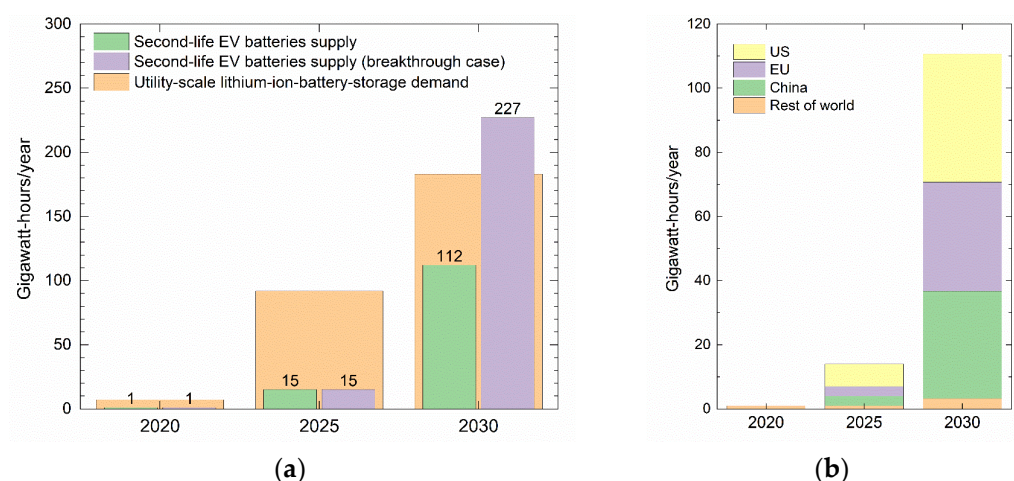 300
250
200
150
100
50
0
Gigawatt-hours/year
Second-life EV batteries supply
Second-life EV batteries supply (breakthrough case)
Utility-scale lithium-ion-battery-storage demand
1
1
15
15
112
227
2020
2025
2030
(a)
120
100
80
60
40
20
0
Gigawatt-hours/year
US
EU
China
Rest of world
2020
2025
2030
(b)